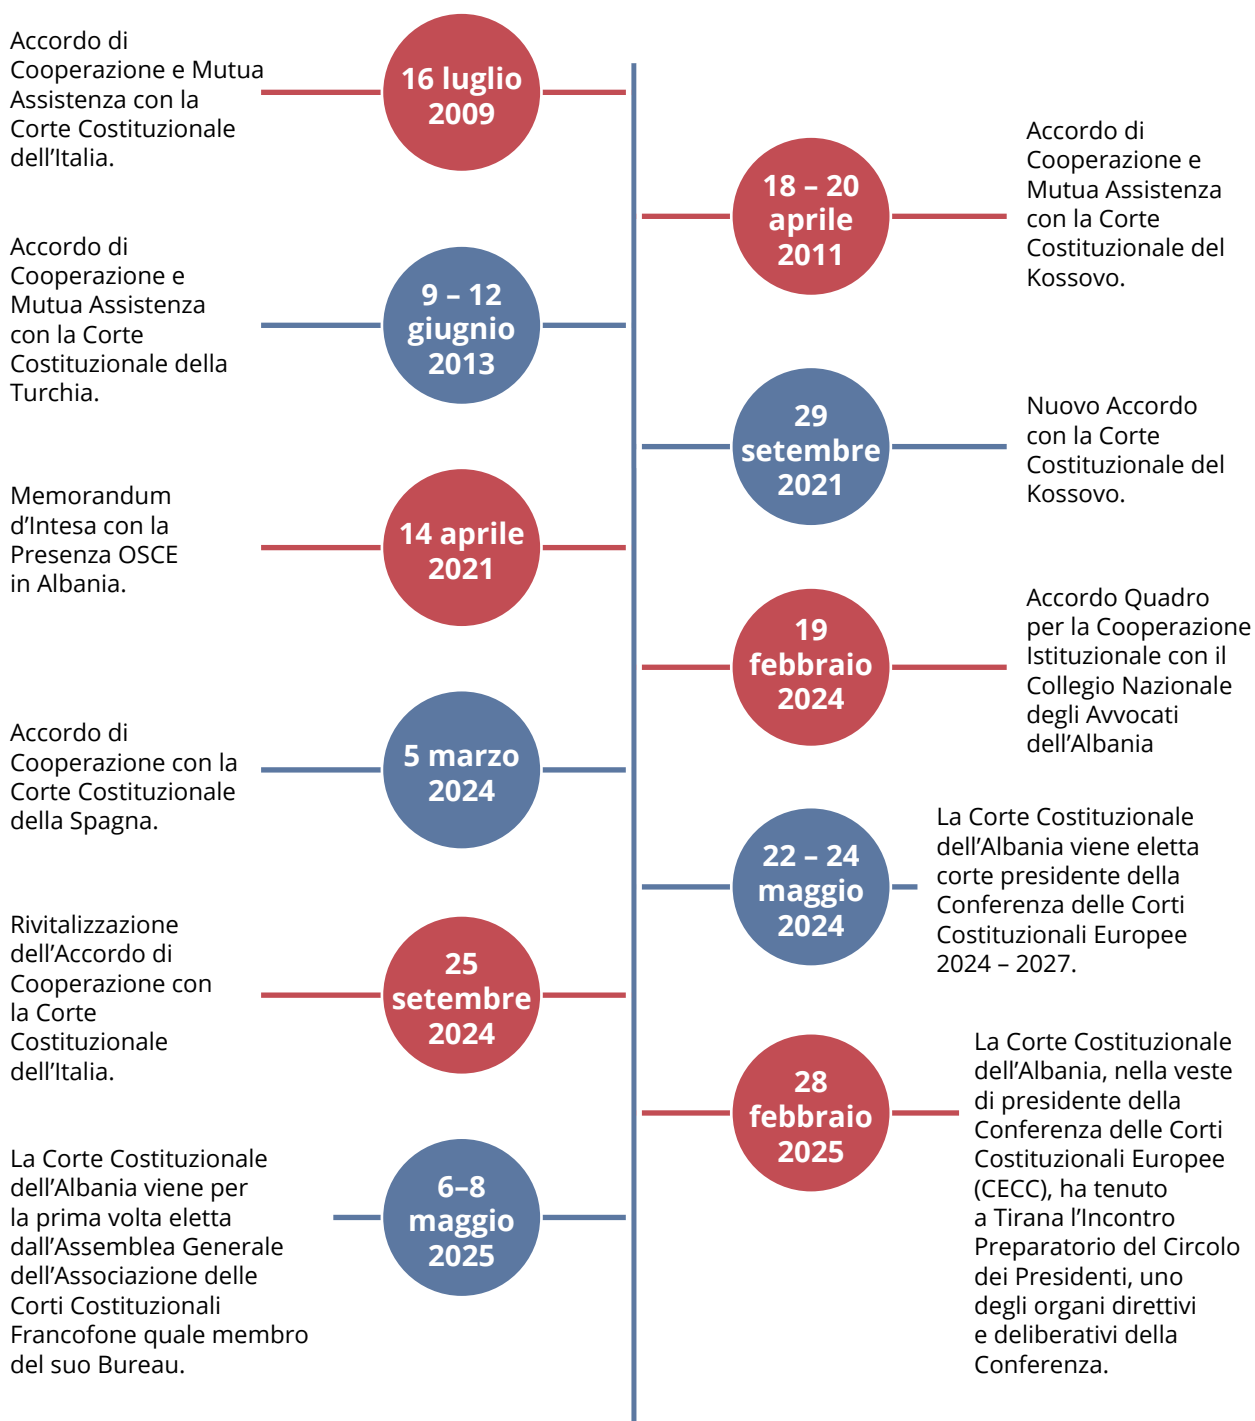 Accordo di
Cooperazione e Mutua
Assistenza con la
Corte Costituzionale
dell’Italia.
16 luglio
2009
18 – 20
aprile
2011
Accordo di
Cooperazione e
Mutua Assistenza
con la Corte
Costituzionale del
Kossovo.
Accordo di
Cooperazione e
Mutua Assistenza
con la Corte
Costituzionale della
Turchia.
9 – 12
giugnio
2013
29
setembre
2021
Nuovo Accordo
con la Corte
Costituzionale del
Kossovo.
Memorandum
d’Intesa con la
Presenza OSCE
in Albania.
14 aprile
2021
19
febbraio
2024
Accordo Quadro
per la Cooperazione
Istituzionale con il
Collegio Nazionale
degli Avvocati
dell’Albania
Accordo di
Cooperazione con la
Corte Costituzionale
della Spagna.
5 marzo
2024
22 – 24
maggio
2024
La Corte Costituzionale
dell’Albania viene eletta
corte presidente della
Conferenza delle Corti
Costituzionali Europee
2024 – 2027.
Rivitalizzazione
dell’Accordo di
Cooperazione con
la Corte
Costituzionale
dell’Italia.
25
setembre
2024
28
febbraio
2025
La Corte Costituzionale
dell’Albania, nella veste
di presidente della
Conferenza delle Corti
Costituzionali Europee
(CECC), ha tenuto
a Tirana l’Incontro
Preparatorio del Circolo
dei Presidenti, uno
degli organi direttivi
e deliberativi della
Conferenza.
La Corte Costituzionale
dell’Albania viene per
la prima volta eletta
dall’Assemblea Generale
dell’Associazione delle
Corti Costituzionali
Francofone quale membro
del suo Bureau.
6–8
maggio
2025